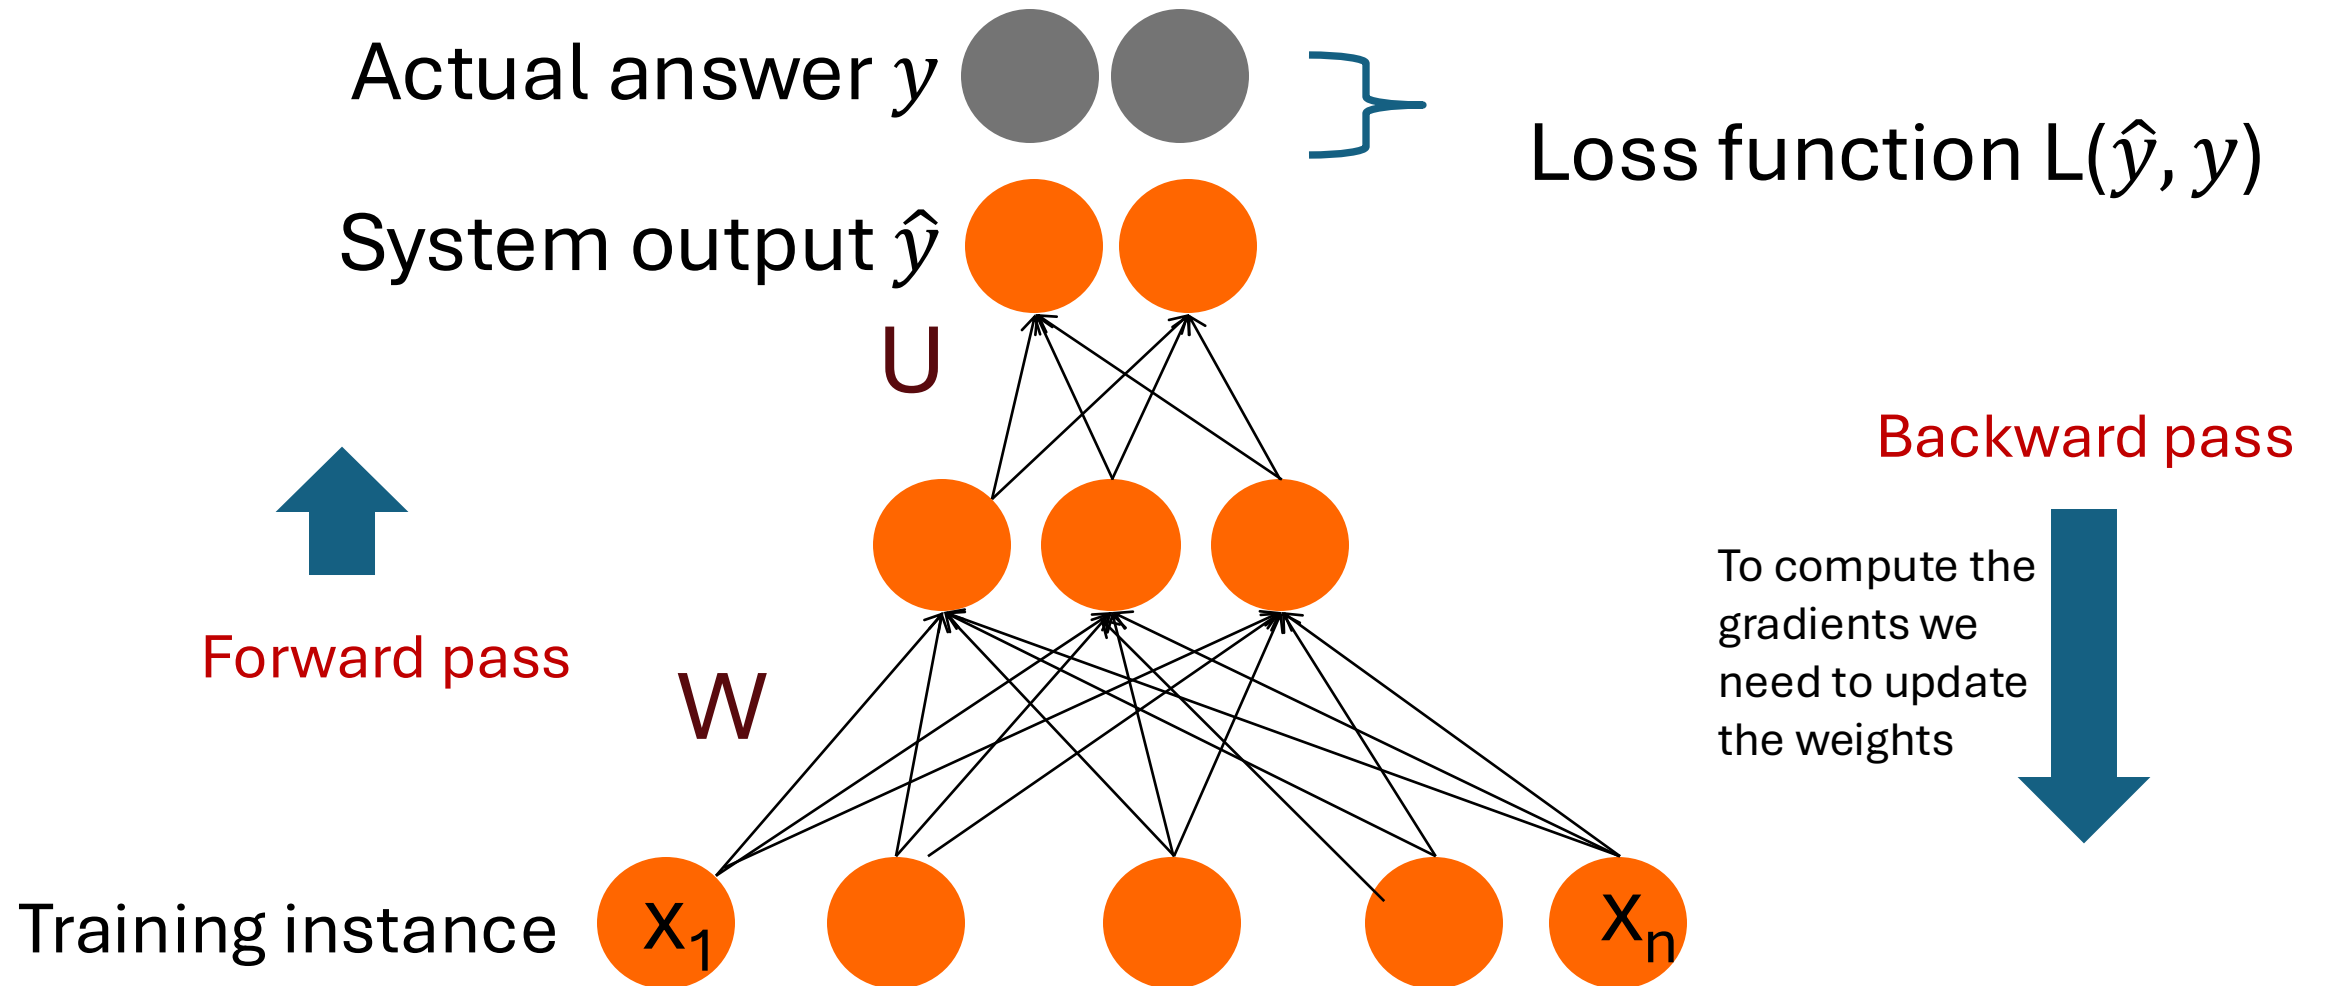 Actual answer y
Loss function L(ŷ, y)
System output ŷ
U
Backward pass
To compute the
gradients we
need to update
the weights
Forward pass
W
Training instance
x₁
xₙ